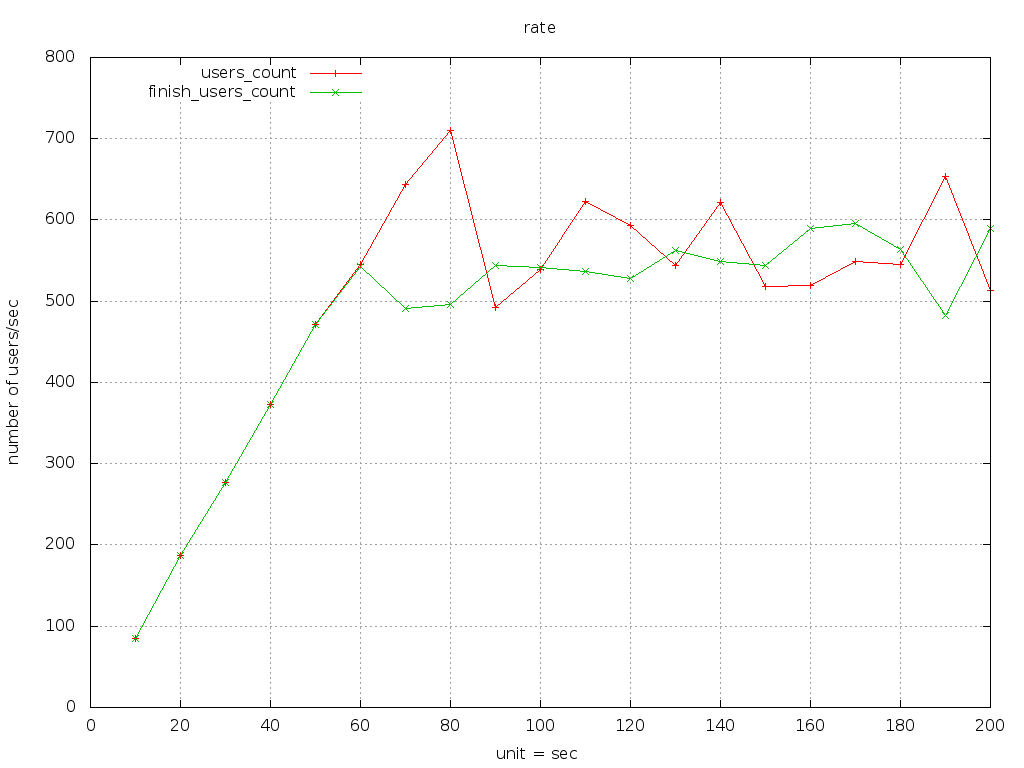 rate
800
users_count
finish_users_count
700
600
500
400
300
200
100
0
number of users/sec
0 20 40 60 80 100 120 140 160 180 200
unit = sec